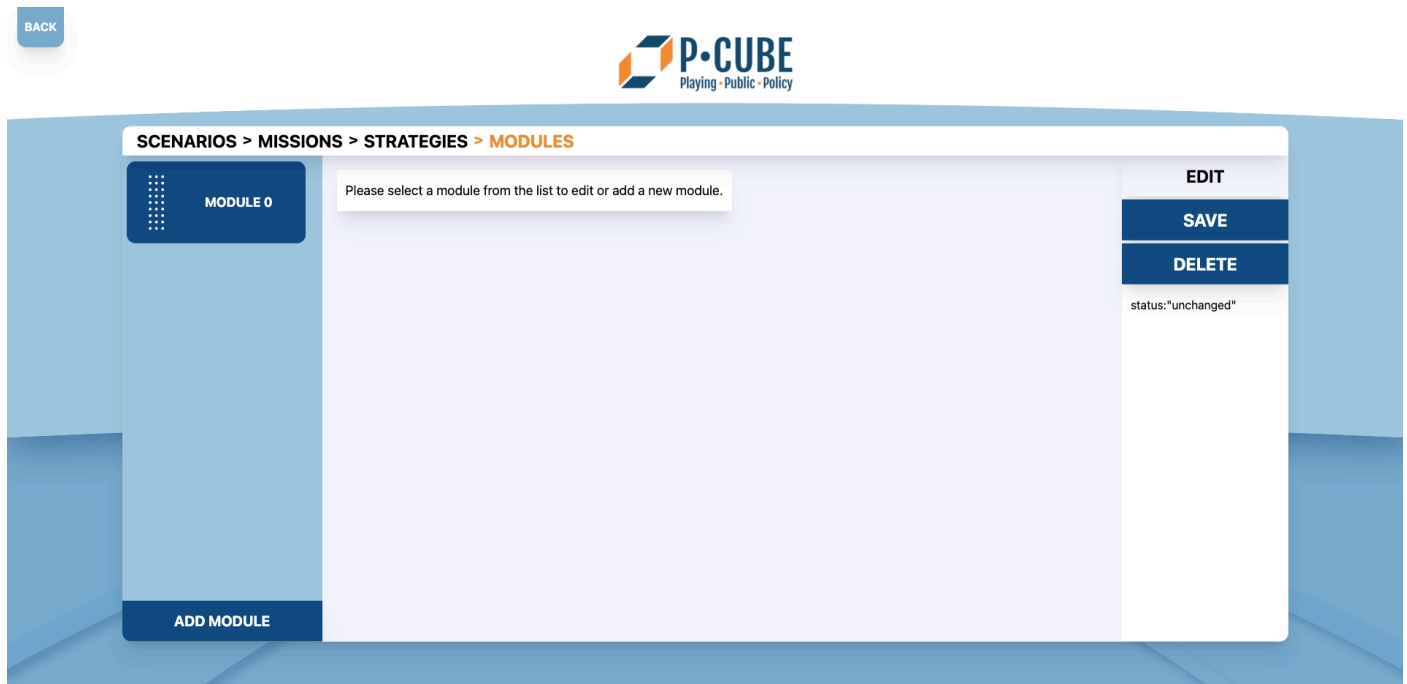 BACK
P•CUBE
Playing • Public • Policy
SCENARIOS > MISSIONS > STRATEGIES > MODULES
MODULE 0
Please select a module from the list to edit or add a new module.
EDIT
SAVE
DELETE
status:"unchanged"
ADD MODULE